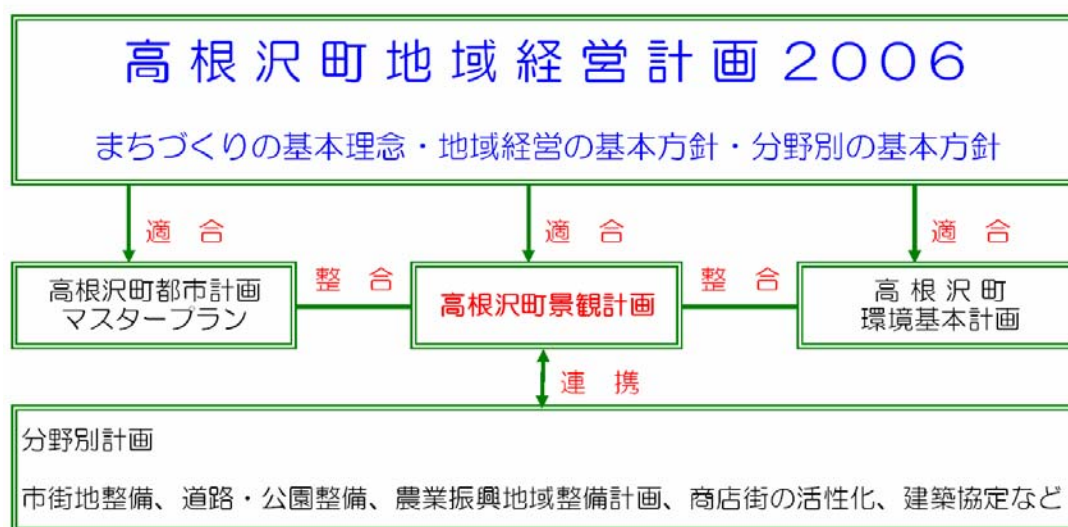 高根沢町地域経営計画２００６
まちづくりの基本理念・地域経営の基本方針・分野別の基本方針
適 合
適 合
適 合
高根沢町都市計画
マスタープラン
整 合
高根沢町景観計画
整 合
高 根 沢 町
環境基本計画
連 携
分野別計画
市街地整備、道路・公園整備、農業振興地域整備計画、商店街の活性化、建築協定など